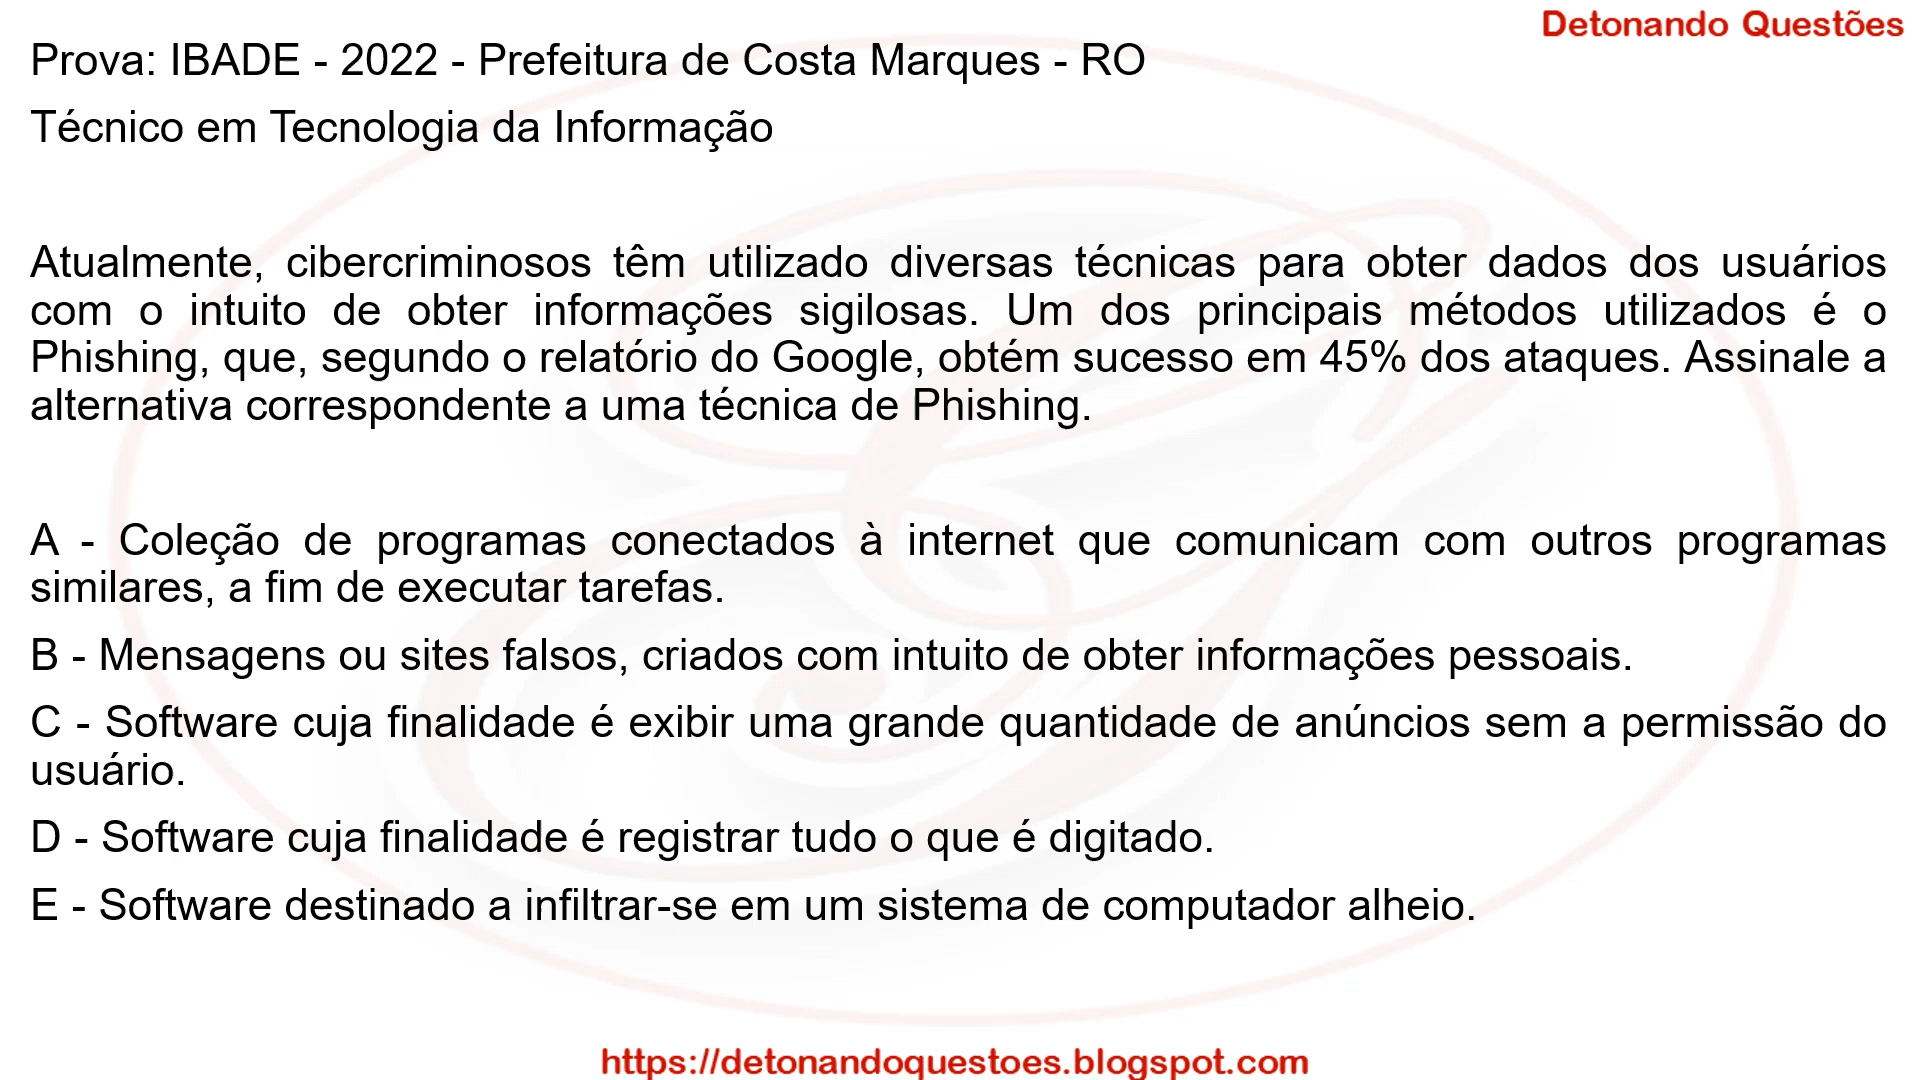 Detonando Questões
Prova: IBADE - 2022 - Prefeitura de Costa Marques - RO
Técnico em Tecnologia da Informação
Atualmente, cibercriminosos têm utilizado diversas técnicas para obter dados dos usuários
com o intuito de obter informações sigilosas. Um dos principais métodos utilizados é o
Phishing, que, segundo o relatório do Google, obtém sucesso em 45% dos ataques. Assinale a
alternativa correspondente a uma técnica de Phishing.
A - Coleção de programas conectados à internet que comunicam com outros programas
similares, a fim de executar tarefas.
B - Mensagens ou sites falsos, criados com intuito de obter informações pessoais.
C - Software cuja finalidade é exibir uma grande quantidade de anúncios sem a permissão do
usuário.
D - Software cuja finalidade é registrar tudo o que é digitado.
E - Software destinado a infiltrar-se em um sistema de computador alheio.
https://detonandoquestoes.blogspot.com